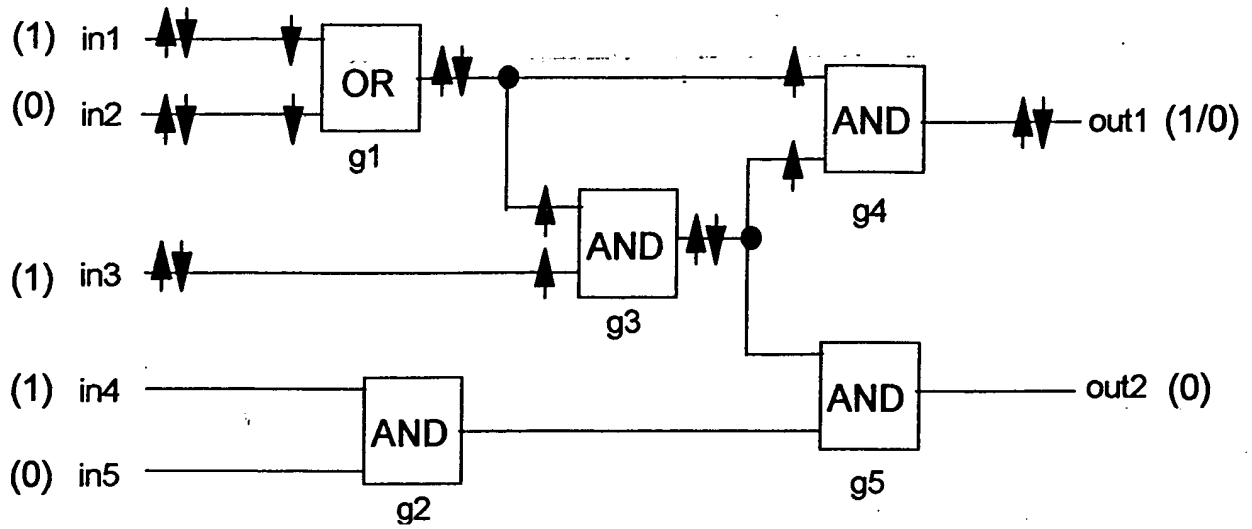 (1) in1
OR
g1
(0) in2
AND
g4
out1 (1/0)
AND
g3
(1) in3
(1) in4
AND
g2
(0) in5
AND
g5
out2 (0)